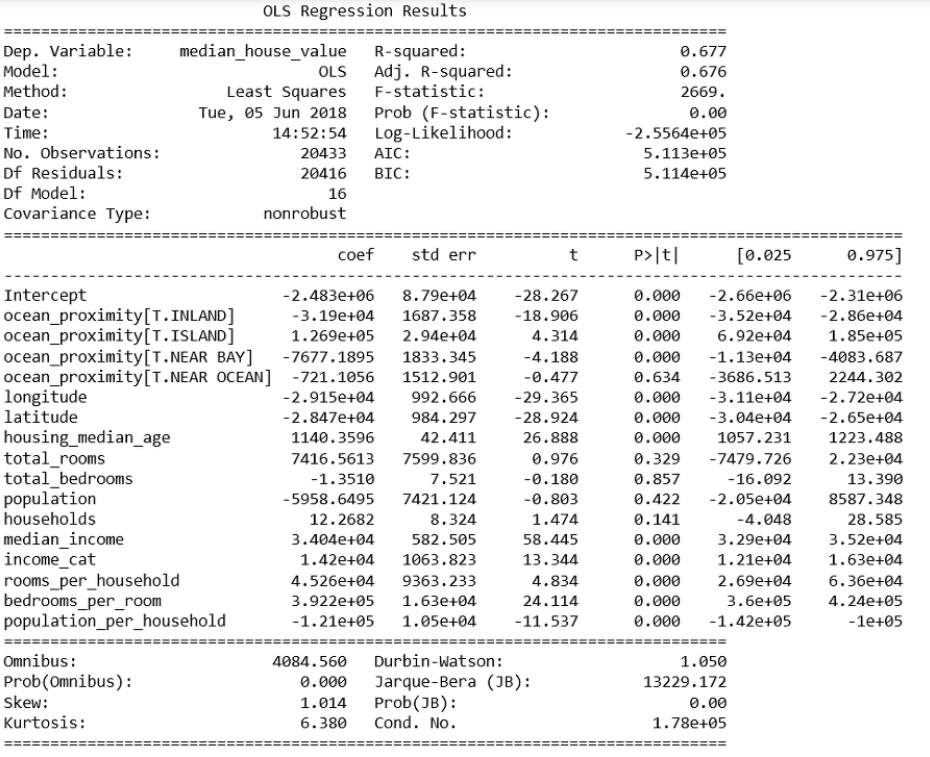 OLS Regression Results
==============================================================================
Dep. Variable: median_house_value R-squared: 0.677
Model: OLS Adj. R-squared: 0.676
Method: Least Squares F-statistic: 2669.
Date: Tue, 05 Jun 2018 Prob (F-statistic): 0.00
Time: 14:52:54 Log-Likelihood: -2.5564e+05
No. Observations: 20433 AIC: 5.113e+05
Df Residuals: 20416 BIC: 5.114e+05
Df Model: 16
Covariance Type: nonrobust
==============================================================================
coef std err t P>|t| [0.025 0.975]
------------------------------------------------------------------------------
Intercept -2.483e+06 8.79e+04 -28.267 0.000 -2.66e+06 -2.31e+06
ocean_proximity[T.INLAND] -3.19e+04 1687.358 -18.906 0.000 -3.52e+04 -2.86e+04
ocean_proximity[T.ISLAND] 1.269e+05 2.94e+04 4.314 0.000 6.92e+04 1.85e+05
ocean_proximity[T.NEAR BAY] -7677.1895 1833.345 -4.188 0.000 -1.13e+04 -4083.687
ocean_proximity[T.NEAR OCEAN] -721.1056 1512.901 -0.477 0.634 -3686.513 2244.302
longitude -2.915e+04 992.666 -29.365 0.000 -3.11e+04 -2.72e+04
latitude -2.847e+04 984.297 -28.924 0.000 -3.04e+04 -2.65e+04
housing_median_age 1140.3596 42.411 26.888 0.000 1057.231 1223.488
total_rooms 7416.5613 7599.836 0.976 0.329 -7479.726 2.23e+04
total_bedrooms -1.3510 7.521 -0.180 0.857 -16.092 13.390
population -5958.6495 7421.124 -0.803 0.422 -2.05e+04 8587.348
households 12.2682 8.324 1.474 0.141 -4.048 28.585
median_income 3.404e+04 582.505 58.445 0.000 3.29e+04 3.52e+04
income_cat 1.42e+04 1063.823 13.344 0.000 1.21e+04 1.63e+04
rooms_per_household 4.526e+04 9363.233 4.834 0.000 2.69e+04 6.36e+04
bedrooms_per_room 3.922e+05 1.63e+04 24.114 0.000 3.6e+05 4.24e+05
population_per_household -1.21e+05 1.05e+04 -11.537 0.000 -1.42e+05 -1e+05
==============================================================================
Omnibus: 4084.560 Durbin-Watson: 1.050
Prob(Omnibus): 0.000 Jarque-Bera (JB): 13229.172
Skew: 1.014 Prob(JB): 0.00
Kurtosis: 6.380 Cond. No. 1.78e+05
==============================================================================